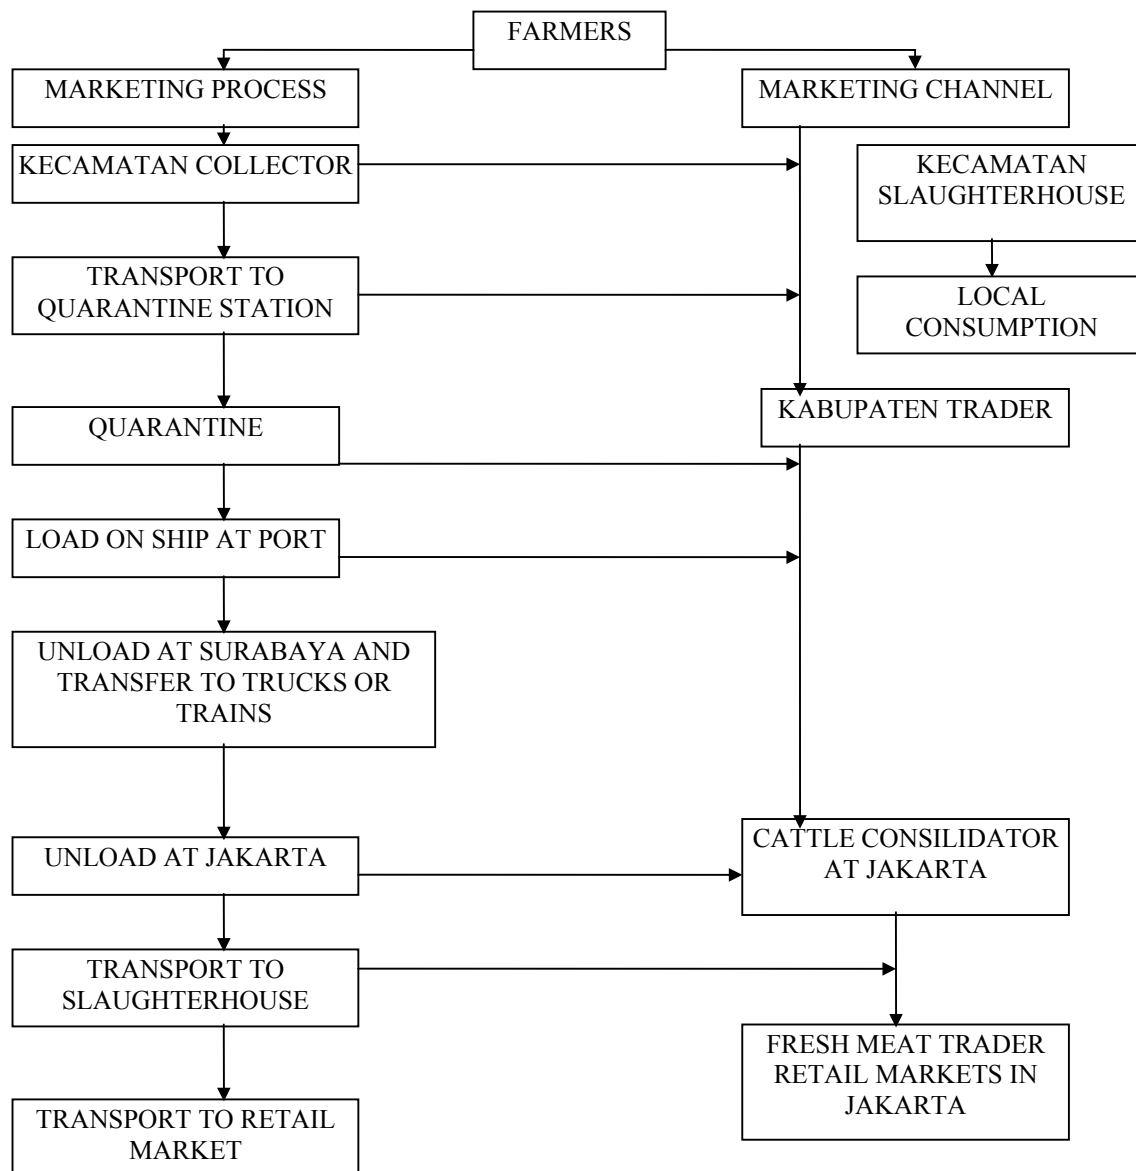 FARMERS
MARKETING PROCESS
MARKETING CHANNEL
KECAMATAN COLLECTOR
KECAMATAN
SLAUGHTERHOUSE
TRANSPORT TO
QUARANTINE STATION
LOCAL
CONSUMPTION
QUARANTINE
KABUPATEN TRADER
LOAD ON SHIP AT PORT
UNLOAD AT SURABAYA AND
TRANSFER TO TRUCKS OR
TRAINS
UNLOAD AT JAKARTA
CATTLE CONSILIDATOR
AT JAKARTA
TRANSPORT TO
SLAUGHTERHOUSE
FRESH MEAT TRADER
RETAIL MARKETS IN
JAKARTA
TRANSPORT TO RETAIL
MARKET